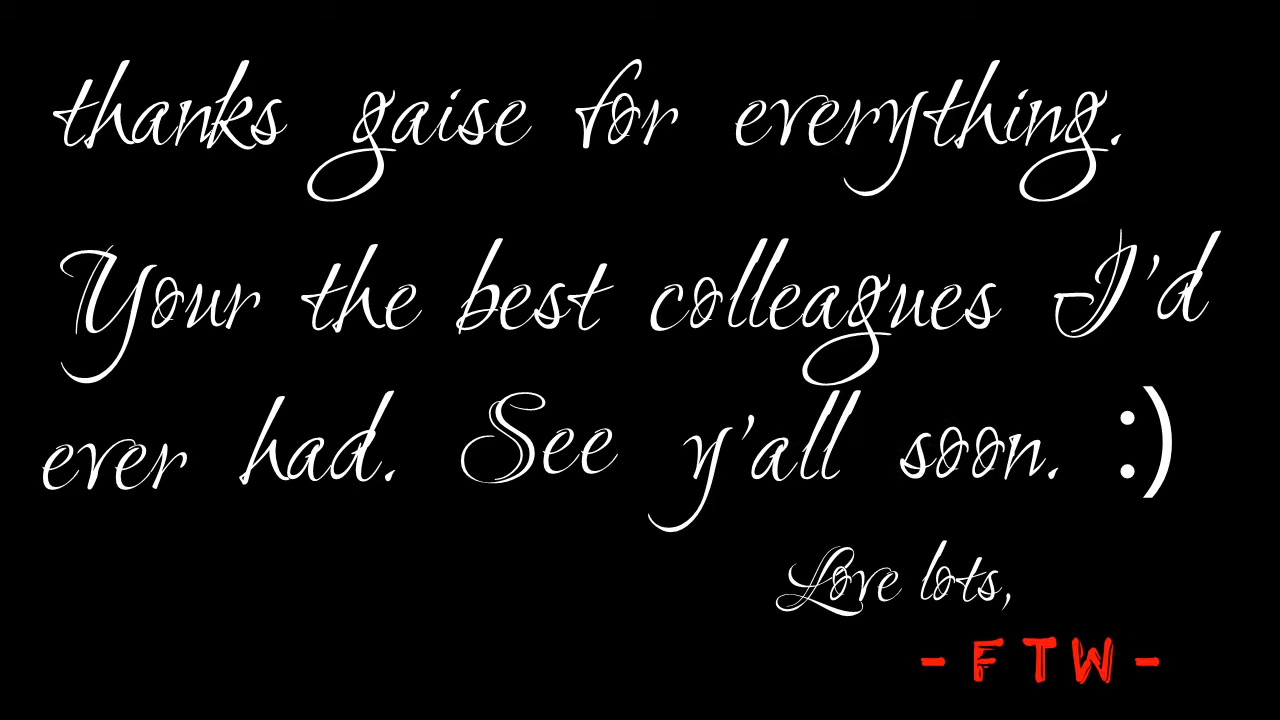 thanks gaise for everything.
Your the best colleagues I'd
ever had. See y'all soon. :)
Love lots,
- FTW -